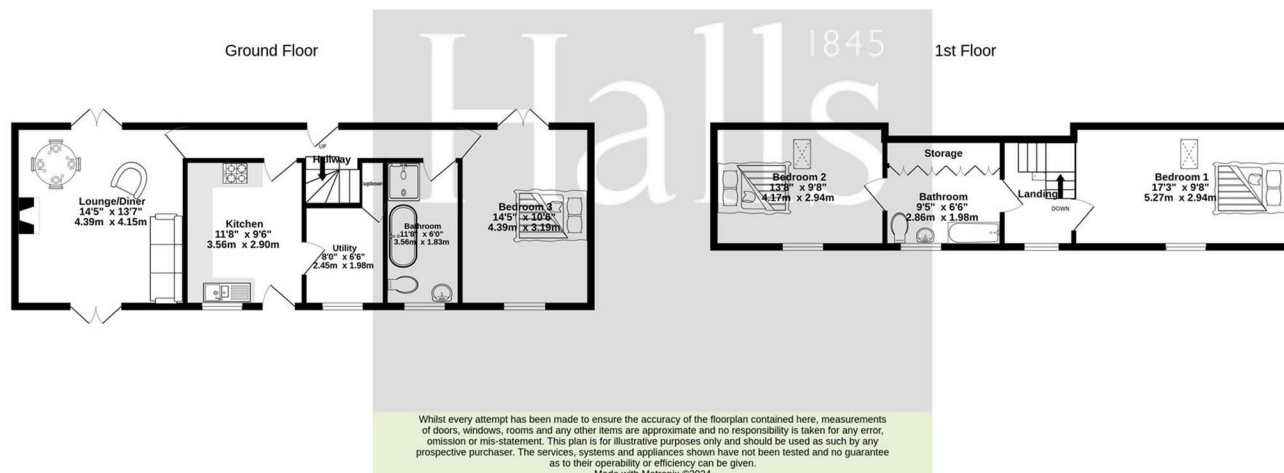 Halls
1845
Ground Floor
1st Floor
UP
Hallway
Cupboard
Lounge/Diner
14'5" x 13'7"
4.39m x 4.15m
Kitchen
11'8" x 9'6"
3.56m x 2.90m
Utility
8'0" x 6'6"
2.45m x 1.98m
Bathroom
11'8" x 6'0"
3.56m x 1.83m
Bedroom 3
14'5" x 10'6"
4.39m x 3.19m
Bedroom 2
13'8" x 9'8"
4.17m x 2.94m
Storage
Bathroom
9'5" x 6'6"
2.86m x 1.98m
Landing
DOWN
Bedroom 1
17'3" x 9'8"
5.27m x 2.94m
Whilst every attempt has been made to ensure the accuracy of the floorplan contained here, measurements
of doors, windows, rooms and any other items are approximate and no responsibility is taken for any error,
omission or mis-statement. This plan is for illustrative purposes only and should be used as such by any
prospective purchaser. The services, systems and appliances shown have not been tested and no guarantee
as to their operability or efficiency can be given.
Made with Metropix ©2024